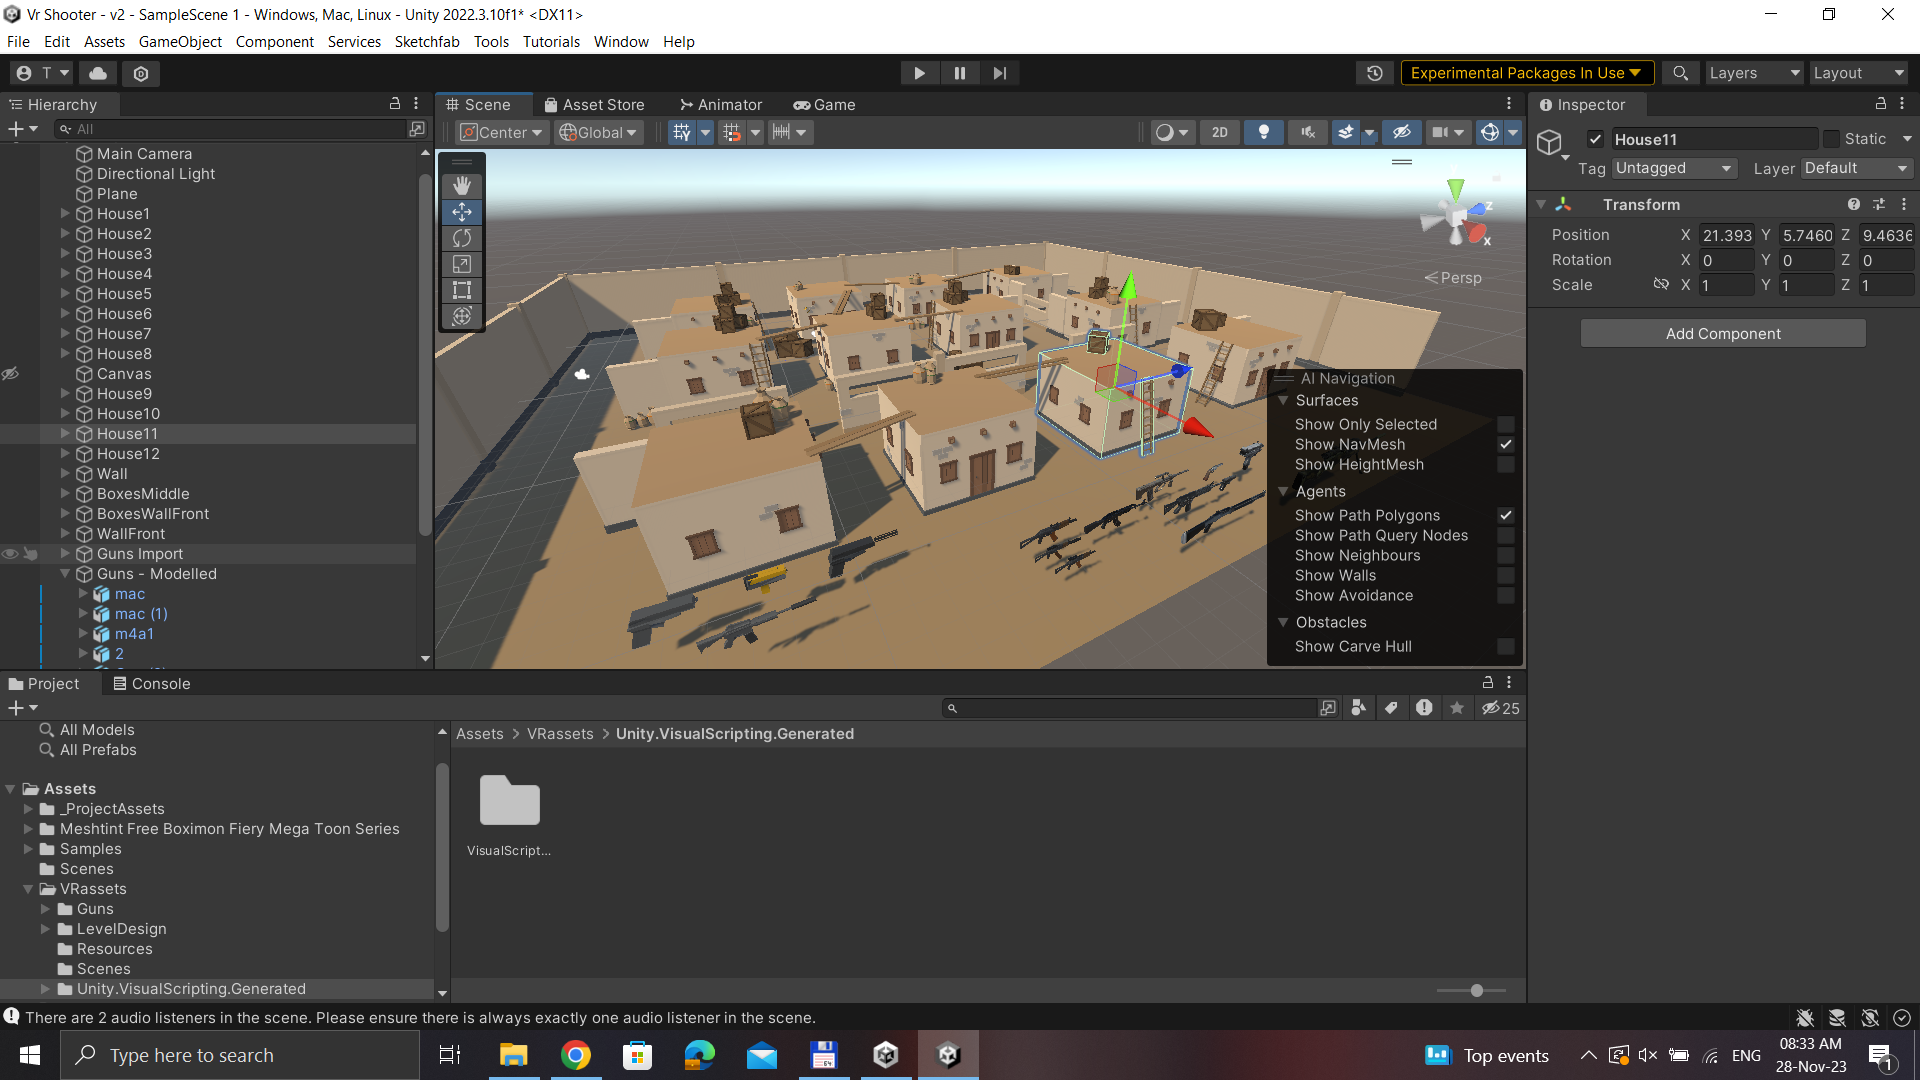 Vr Shooter - v2 - SampleScene 1 - Windows, Mac, Linux - Unity 2022.3.10f1* <DX11>
File Edit Assets GameObject Component Services Sketchfab Tools Tutorials Window Help
T Experimental Packages In Use Layers Layout
Hierarchy
All
Main Camera
Directional Light
Plane
House1
House2
House3
House4
House5
House6
House7
House8
Canvas
House9
House10
House11
House12
Wall
BoxesMiddle
BoxesWallFront
WallFront
Guns Import
Guns - Modelled
mac
mac (1)
m4a1
2
Scene Asset Store Animator Game
Center Global 2D
Y
z
x
Persp
AI Navigation
Surfaces
Show Only Selected
Show NavMesh
Show HeightMesh
Agents
Show Path Polygons
Show Path Query Nodes
Show Neighbours
Show Walls
Show Avoidance
Obstacles
Show Carve Hull
Inspector
House11 Static
Tag Untagged Layer Default
Transform
Position X 21.393 Y 5.7460 Z 9.4636
Rotation X 0 Y 0 Z 0
Scale X 1 Y 1 Z 1
Add Component
Project Console
25
All Models
All Prefabs
Assets
_ProjectAssets
Meshtint Free Boximon Fiery Mega Toon Series
Samples
Scenes
VRassets
Guns
LevelDesign
Resources
Scenes
Unity.VisualScripting.Generated
Assets > VRassets > Unity.VisualScripting.Generated
VisualScript...
There are 2 audio listeners in the scene. Please ensure there is always exactly one audio listener in the scene.
Type here to search
64
Top events
ENG
08:33 AM
28-Nov-23
1